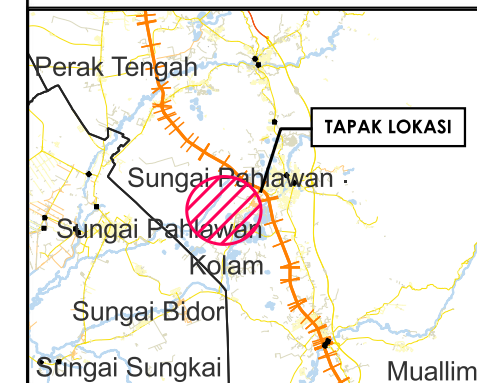 Perak Tengah
TAPAK LOKASI
Sungai Pahlawan
Sungai Pahlawan
Kolam
Sungai Bidor
Sungai Sungkai
Muallim